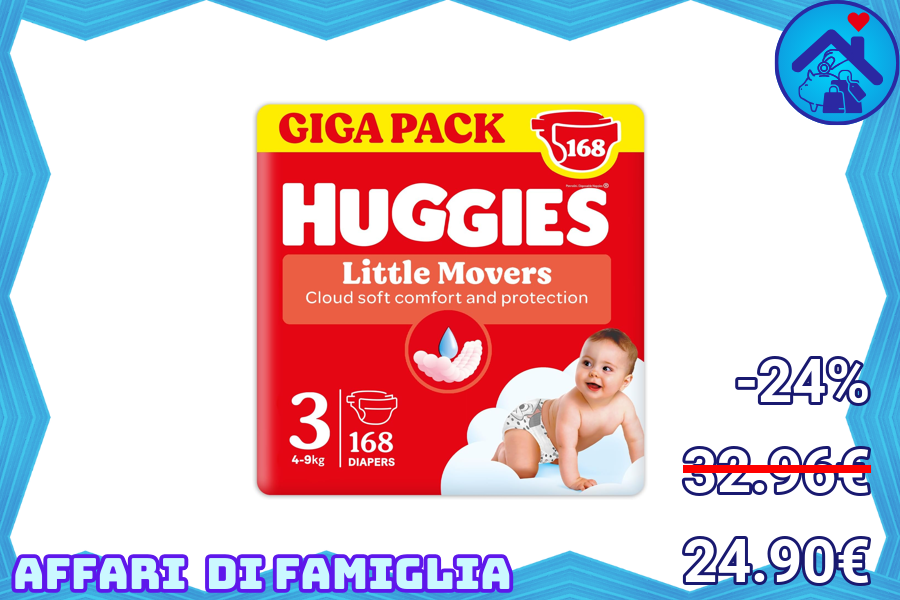 GIGA PACK
168
HUGGIES®
Little Movers
Cloud soft comfort and protection
3
4-9kg
168
DIAPERS
-24%
32.96€
24.90€
AFFARI DI FAMIGLIA